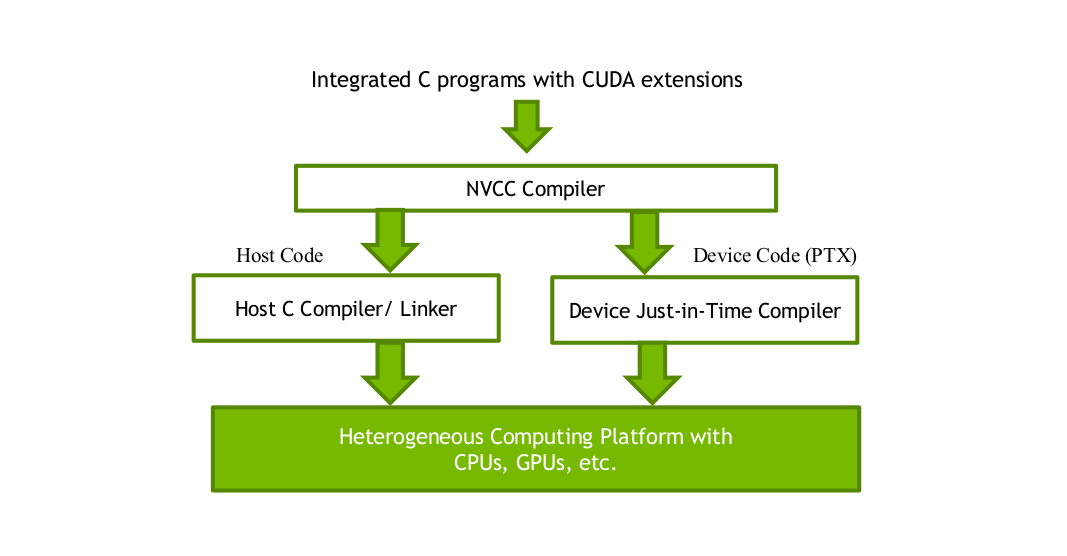 Integrated C programs with CUDA extensions
NVCC Compiler
Host Code
Device Code (PTX)
Host C Compiler/ Linker
Device Just-in-Time Compiler
Heterogeneous Computing Platform with
CPUs, GPUs, etc.